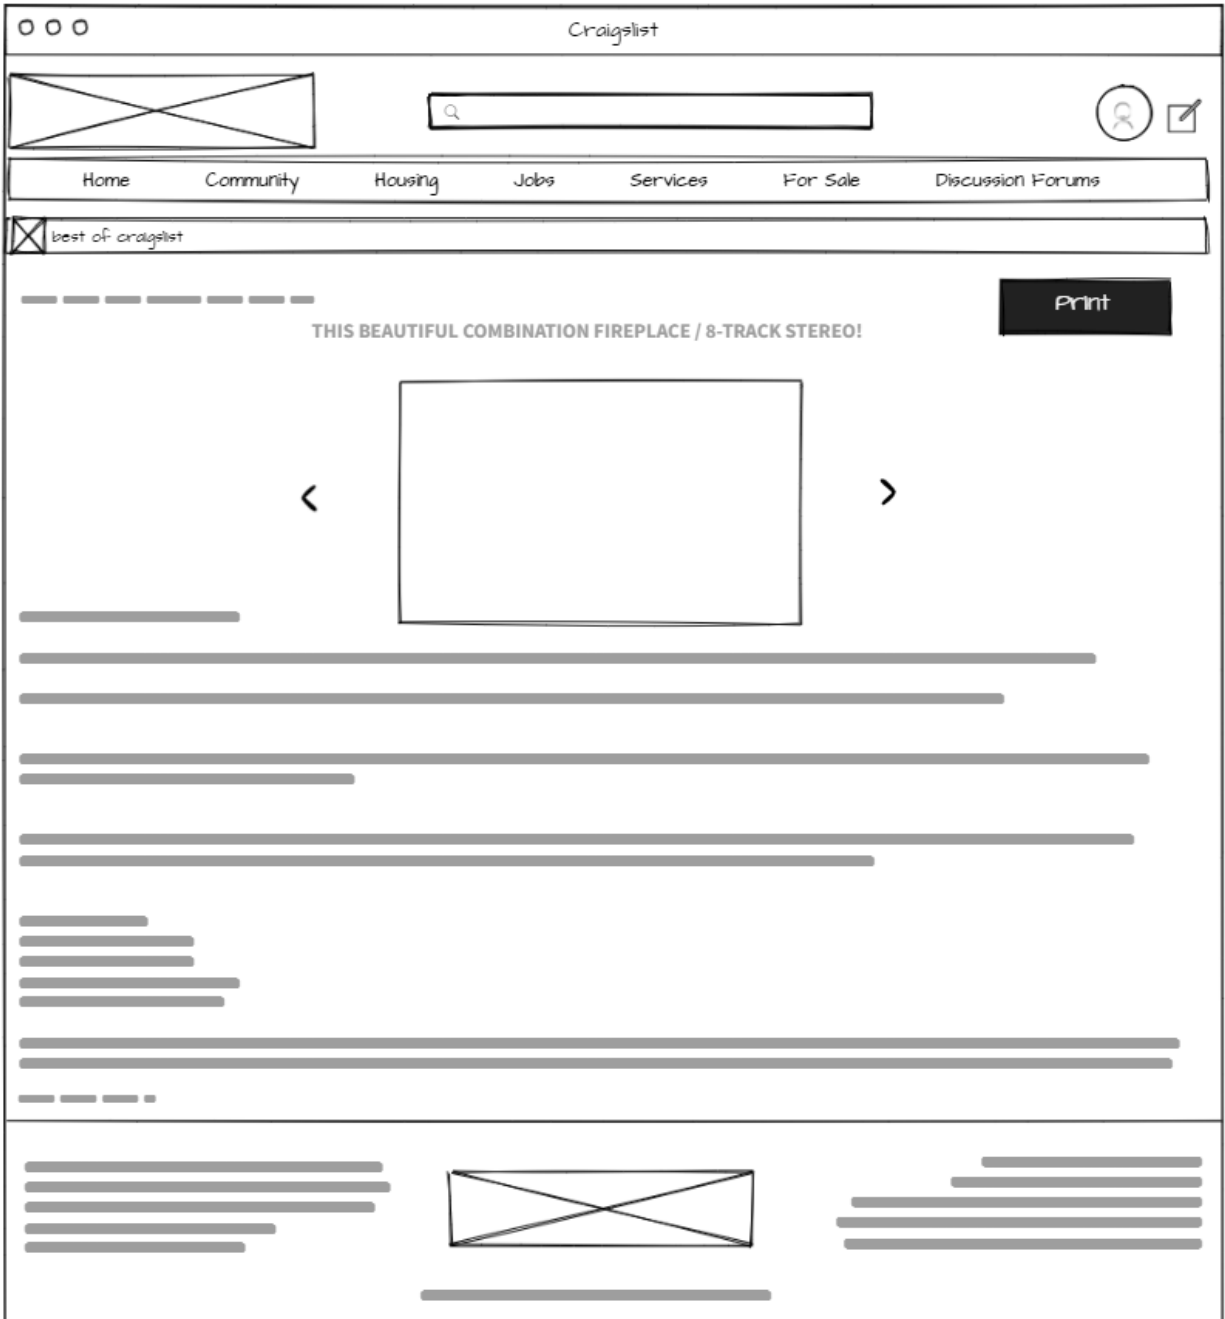 Craigslist
Home Community Housing Jobs Services For Sale Discussion Forums
best of craigslist
Print
THIS BEAUTIFUL COMBINATION FIREPLACE / 8-TRACK STEREO!